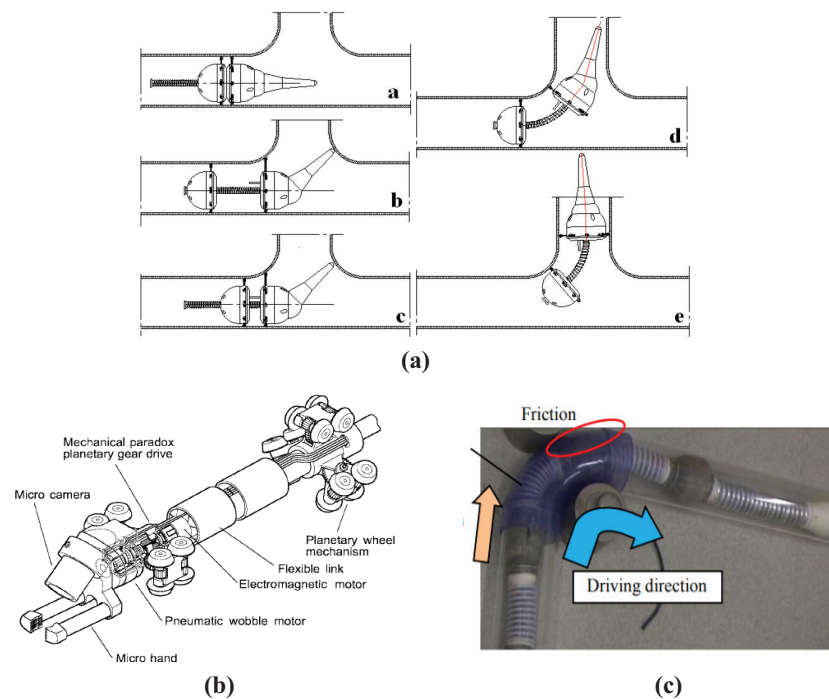 a
b
c
d
e
(a)
Mechanical paradox
planetary gear drive
Micro camera
Planetary wheel
mechanism
Flexible link
Electromagnetic motor
Pneumatic wobble motor
Micro hand
(b)
Friction
Driving direction
(c)